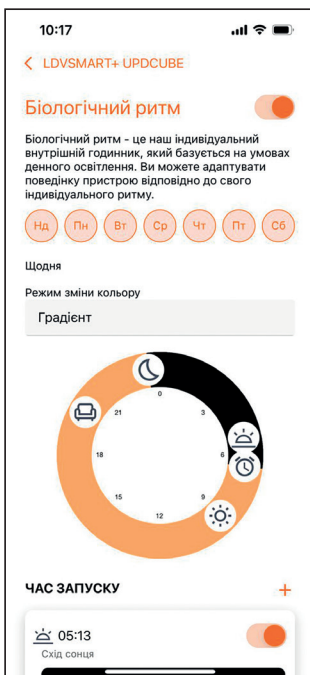 10:17
LDVSMART+ UPDCUBE
Біологічний ритм
Біологічний ритм - це наш індивідуальний
внутрішній годинник, який базується на умовах
денного освітлення. Ви можете адаптувати
поведінку пристрою відповідно до свого
індивідуального ритму.
Нд Пн Вт Ср Чт Пт Сб
Щодня
Режим зміни кольору
Градієнт
0
21 3
18 6
15 9
12
ЧАС ЗАПУСКУ +
05:13
Схід сонця